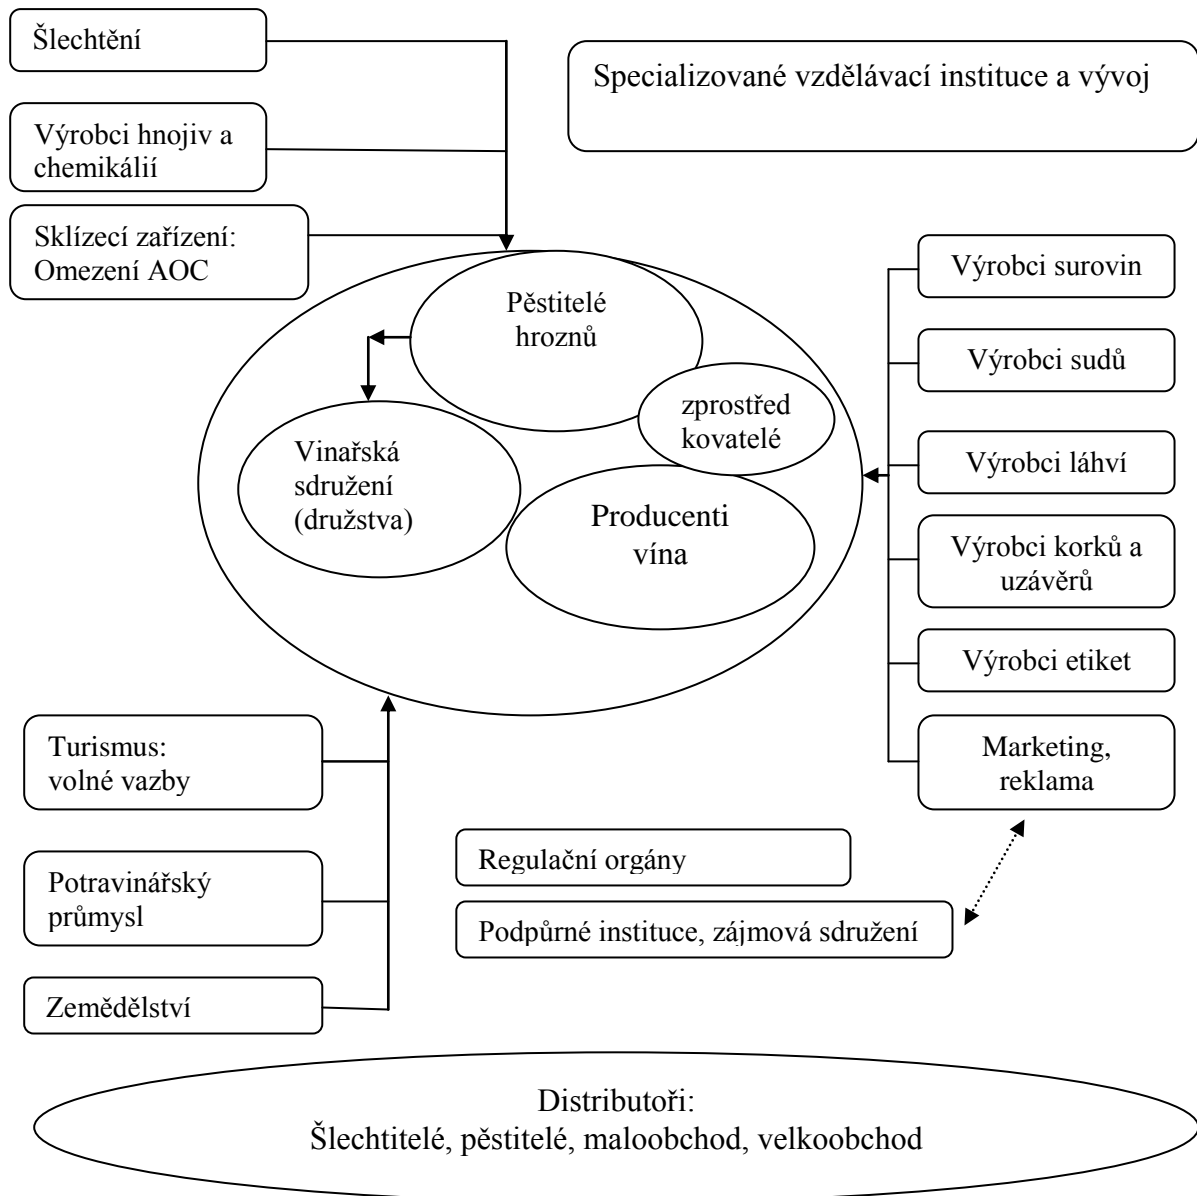 Šlechtění
Specializované vzdělávací instituce a vývoj
Výrobci hnojiv a
chemikálií
Sklízecí zařízení:
Omezení AOC
Pěstitelé
hroznů
zprostřed
kovatelé
Vinařská
sdružení
(družstva)
Producenti
vína
Výrobci surovin
Výrobci sudů
Výrobci láhví
Výrobci korků a
uzávěrů
Výrobci etiket
Marketing,
reklama
Turismus:
volné vazby
Potravinářský
průmysl
Zemědělství
Regulační orgány
Podpůrné instituce, zájmová sdružení
Distributoři:
Šlechtitelé, pěstitelé, maloobchod, velkoobchod